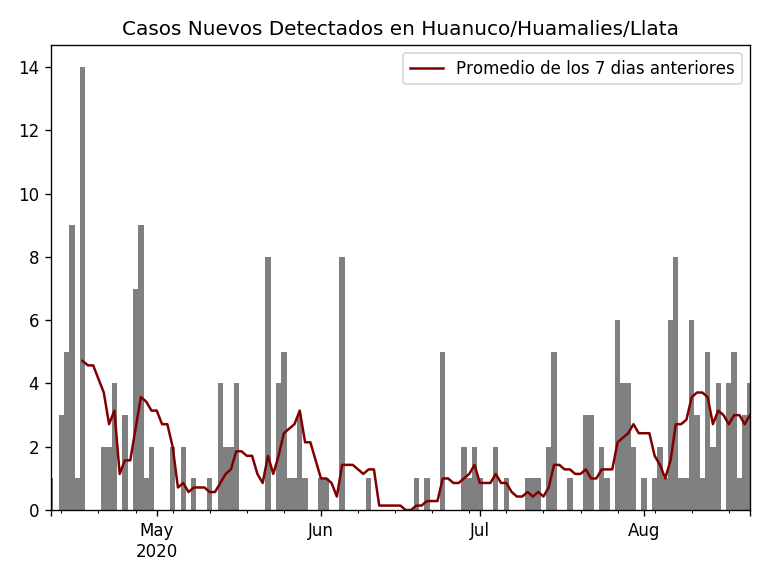 Casos Nuevos Detectados en Huanuco/Huamalies/Llata
Promedio de los 7 dias anteriores
14
12
10
8
6
4
2
0
May
2020
Jun
Jul
Aug